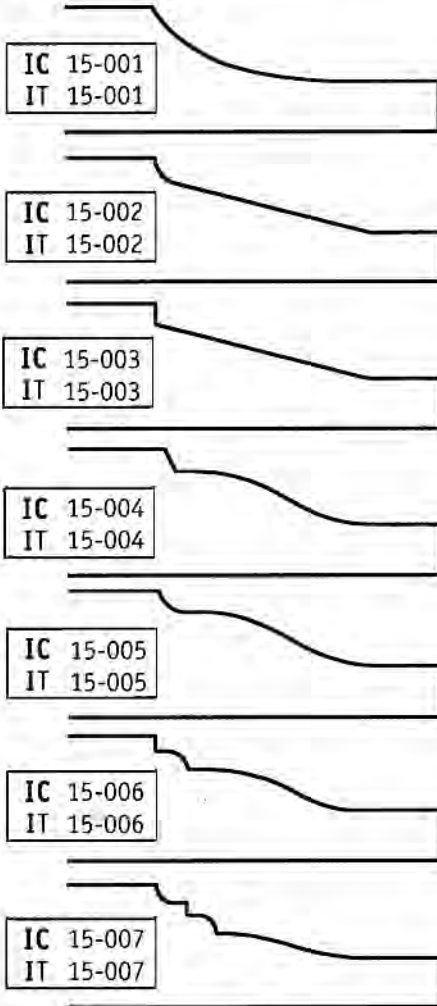 IC 15-001
IT 15-001
IC 15-002
IT 15-002
IC 15-003
IT 15-003
IC 15-004
IT 15-004
IC 15-005
IT 15-005
IC 15-006
IT 15-006
IC 15-007
IT 15-007